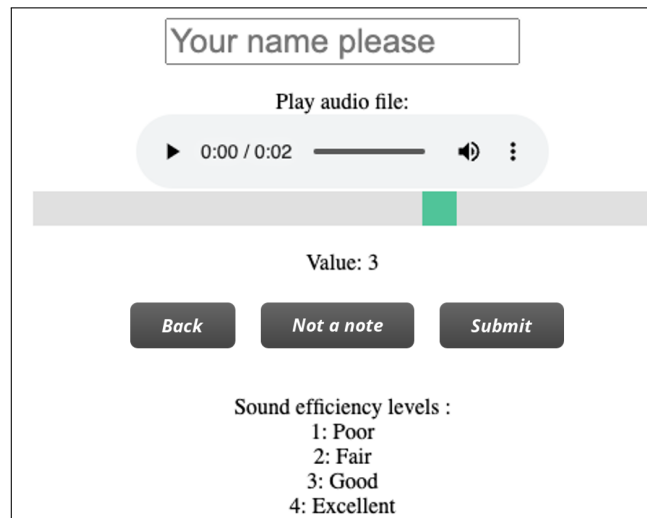 Your name please
Play audio file:
0:00 / 0:02
Value: 3
Back Not a note Submit
Sound efficiency levels :
1: Poor
2: Fair
3: Good
4: Excellent